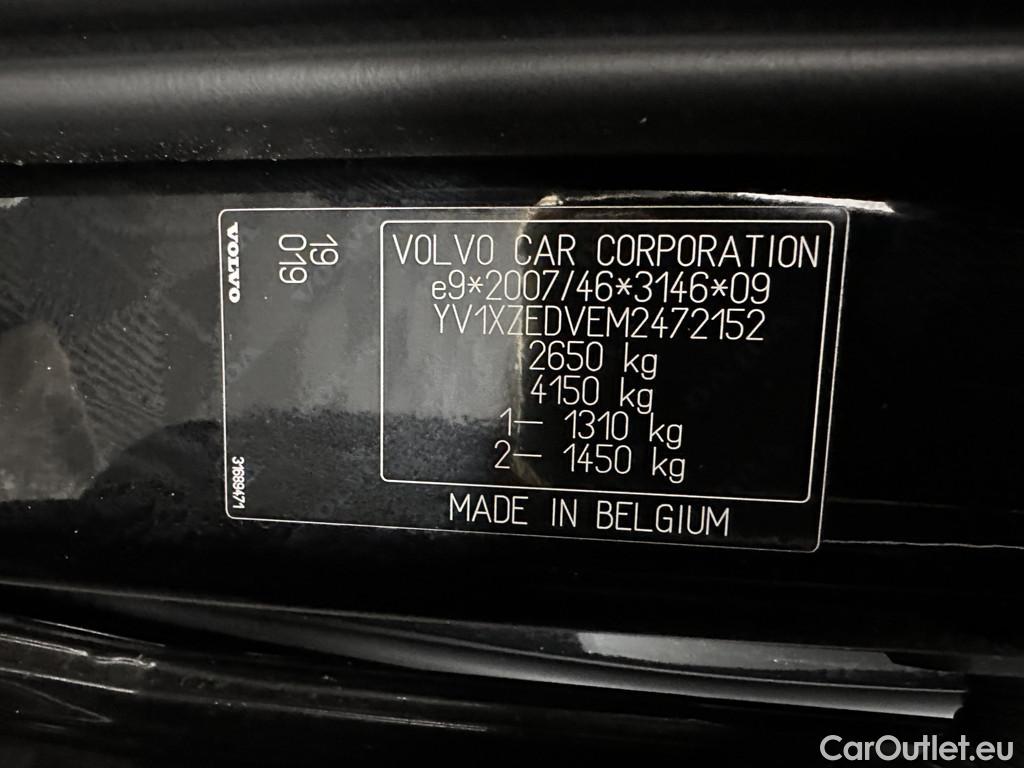 VOLVO
19
019
31689471
VOLVO CAR CORPORATION
e9*2007/46*3146*09
YV1XZEDVEM2472152
2650 kg
4150 kg
1- 1310 kg
2- 1450 kg
MADE IN BELGIUM
CarOutlet.eu